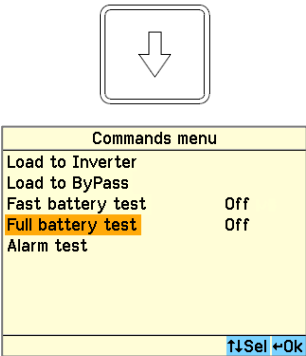 Commands menu
Load to Inverter
Load to ByPass
Fast battery test Off
Full battery test Off
Alarm test
↑↓Sel ↵Ok